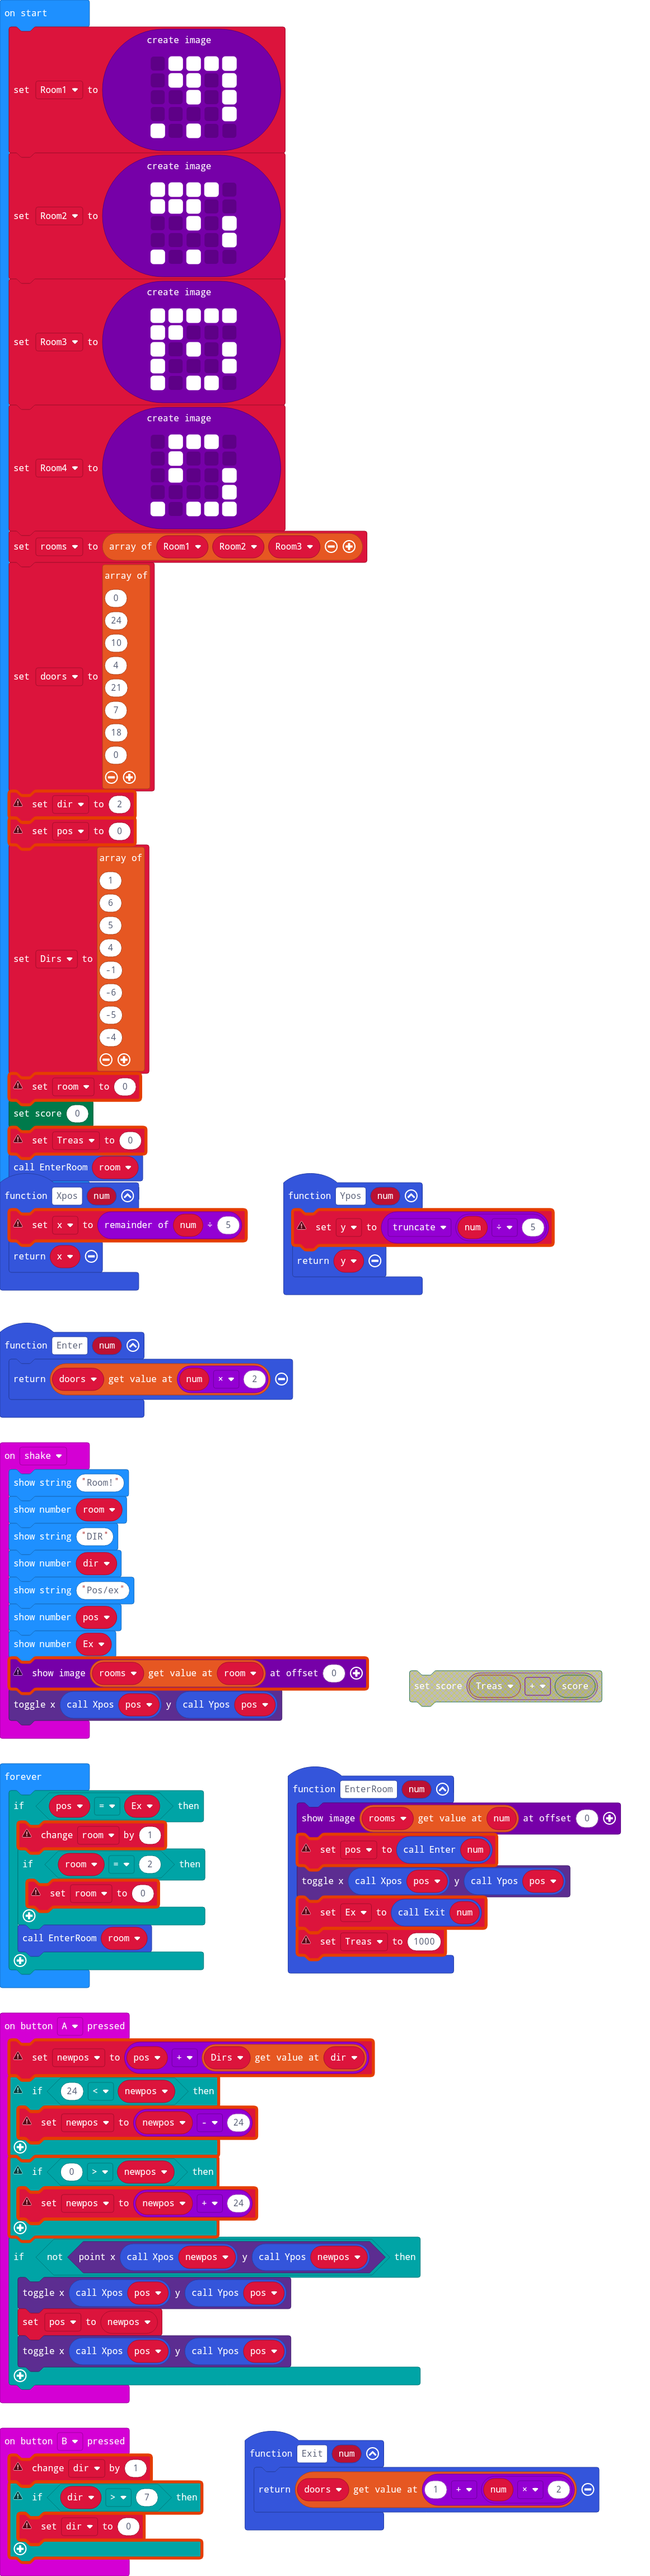 on start
create image
set Room1 to
create image
set Room2 to
create image
set Room3 to
create image
set Room4 to
set rooms to array of Room1 Room2 Room3
array of
0
24
10
4
set doors to
21
7
18
0
set dir to 2
set pos to 0
array of
1
6
5
4
set Dirs to
-1
-6
-5
-4
set room to 0
set score 0
set Treas to 0
call EnterRoom room
function Xpos num
set x to remainder of num ÷ 5
return x
function Ypos num
set y to truncate num ÷ 5
return y
function Enter num
return doors get value at num × 2
on shake
show string "Room!"
show number room
show string "DIR"
show number dir
show string "Pos/ex"
show number pos
show number Ex
show image rooms get value at room at offset 0
toggle x call Xpos pos y call Ypos pos
set score Treas + score
forever
if pos = Ex then
change room by 1
if room = 2 then
set room to 0
call EnterRoom room
function EnterRoom num
show image rooms get value at num at offset 0
set pos to call Enter num
toggle x call Xpos pos y call Ypos pos
set Ex to call Exit num
set Treas to 1000
on button A pressed
set newpos to pos + Dirs get value at dir
if 24 < newpos then
set newpos to newpos - 24
if 0 > newpos then
set newpos to newpos + 24
if not point x call Xpos newpos y call Ypos newpos then
toggle x call Xpos pos y call Ypos pos
set pos to newpos
toggle x call Xpos pos y call Ypos pos
on button B pressed
change dir by 1
if dir > 7 then
set dir to 0
function Exit num
return doors get value at 1 + num × 2